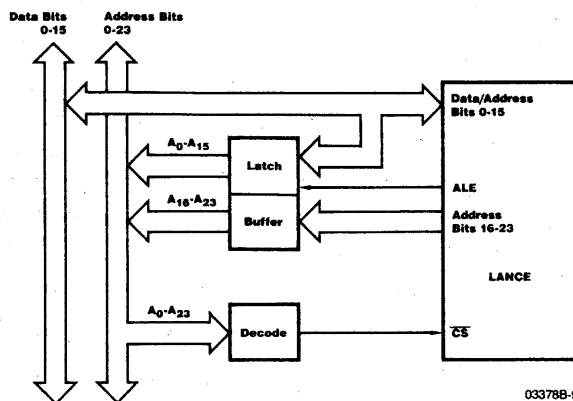 Data Bits
0-15
Address Bits
0-23
Data/Address
Bits 0-15
A0-A15
Latch
ALE
A16-A23
Buffer
Address
Bits 16-23
LANCE
A0-A23
Decode
CS